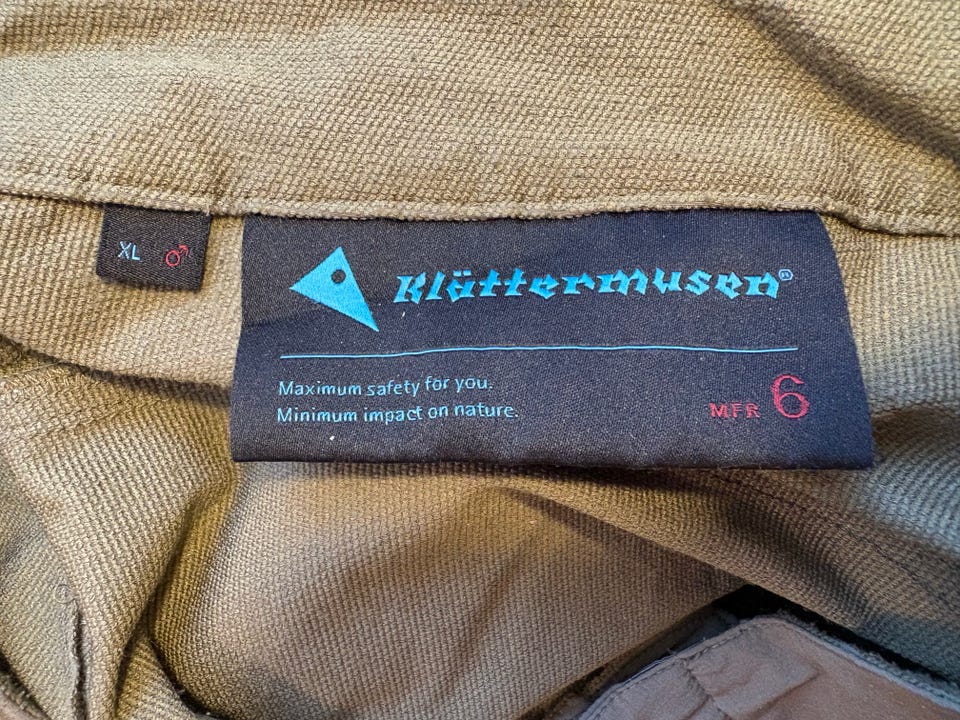 XL ♂
Klättermusen®
Maximum safety for you.
Minimum impact on nature.
MFR 6